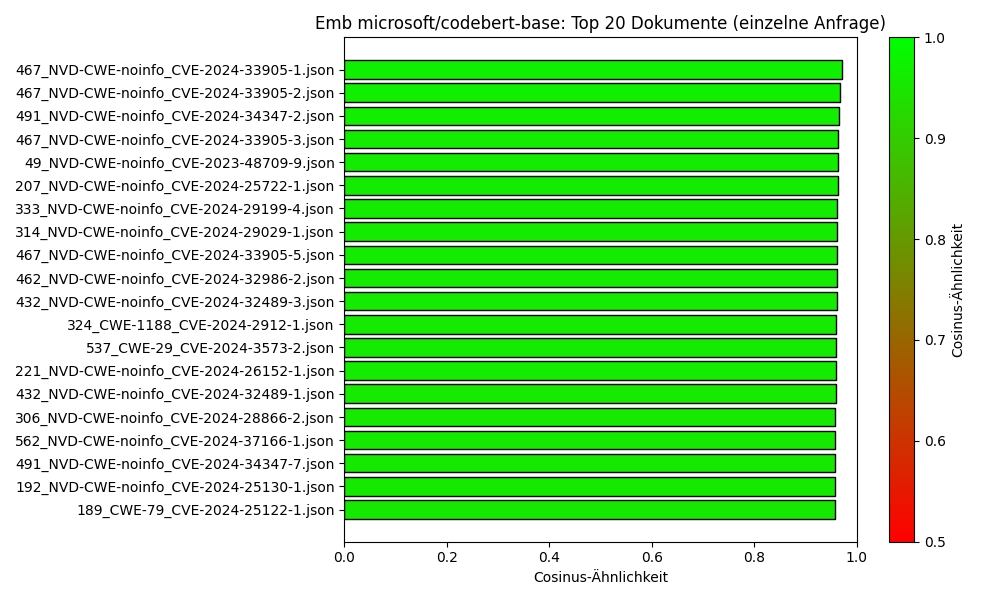 Emb microsoft/codebert-base: Top 20 Dokumente (einzelne Anfrage)
467_NVD-CWE-noinfo_CVE-2024-33905-1.json
467_NVD-CWE-noinfo_CVE-2024-33905-2.json
491_NVD-CWE-noinfo_CVE-2024-34347-2.json
467_NVD-CWE-noinfo_CVE-2024-33905-3.json
49_NVD-CWE-noinfo_CVE-2023-48709-9.json
207_NVD-CWE-noinfo_CVE-2024-25722-1.json
333_NVD-CWE-noinfo_CVE-2024-29199-4.json
314_NVD-CWE-noinfo_CVE-2024-29029-1.json
467_NVD-CWE-noinfo_CVE-2024-33905-5.json
462_NVD-CWE-noinfo_CVE-2024-32986-2.json
432_NVD-CWE-noinfo_CVE-2024-32489-3.json
324_CWE-1188_CVE-2024-2912-1.json
537_CWE-29_CVE-2024-3573-2.json
221_NVD-CWE-noinfo_CVE-2024-26152-1.json
432_NVD-CWE-noinfo_CVE-2024-32489-1.json
306_NVD-CWE-noinfo_CVE-2024-28866-2.json
562_NVD-CWE-noinfo_CVE-2024-37166-1.json
491_NVD-CWE-noinfo_CVE-2024-34347-7.json
192_NVD-CWE-noinfo_CVE-2024-25130-1.json
189_CWE-79_CVE-2024-25122-1.json
0.0 0.2 0.4 0.6 0.8 1.0
Cosinus-Ähnlichkeit
1.0
0.9
0.8
0.7
0.6
0.5
Cosinus-Ähnlichkeit